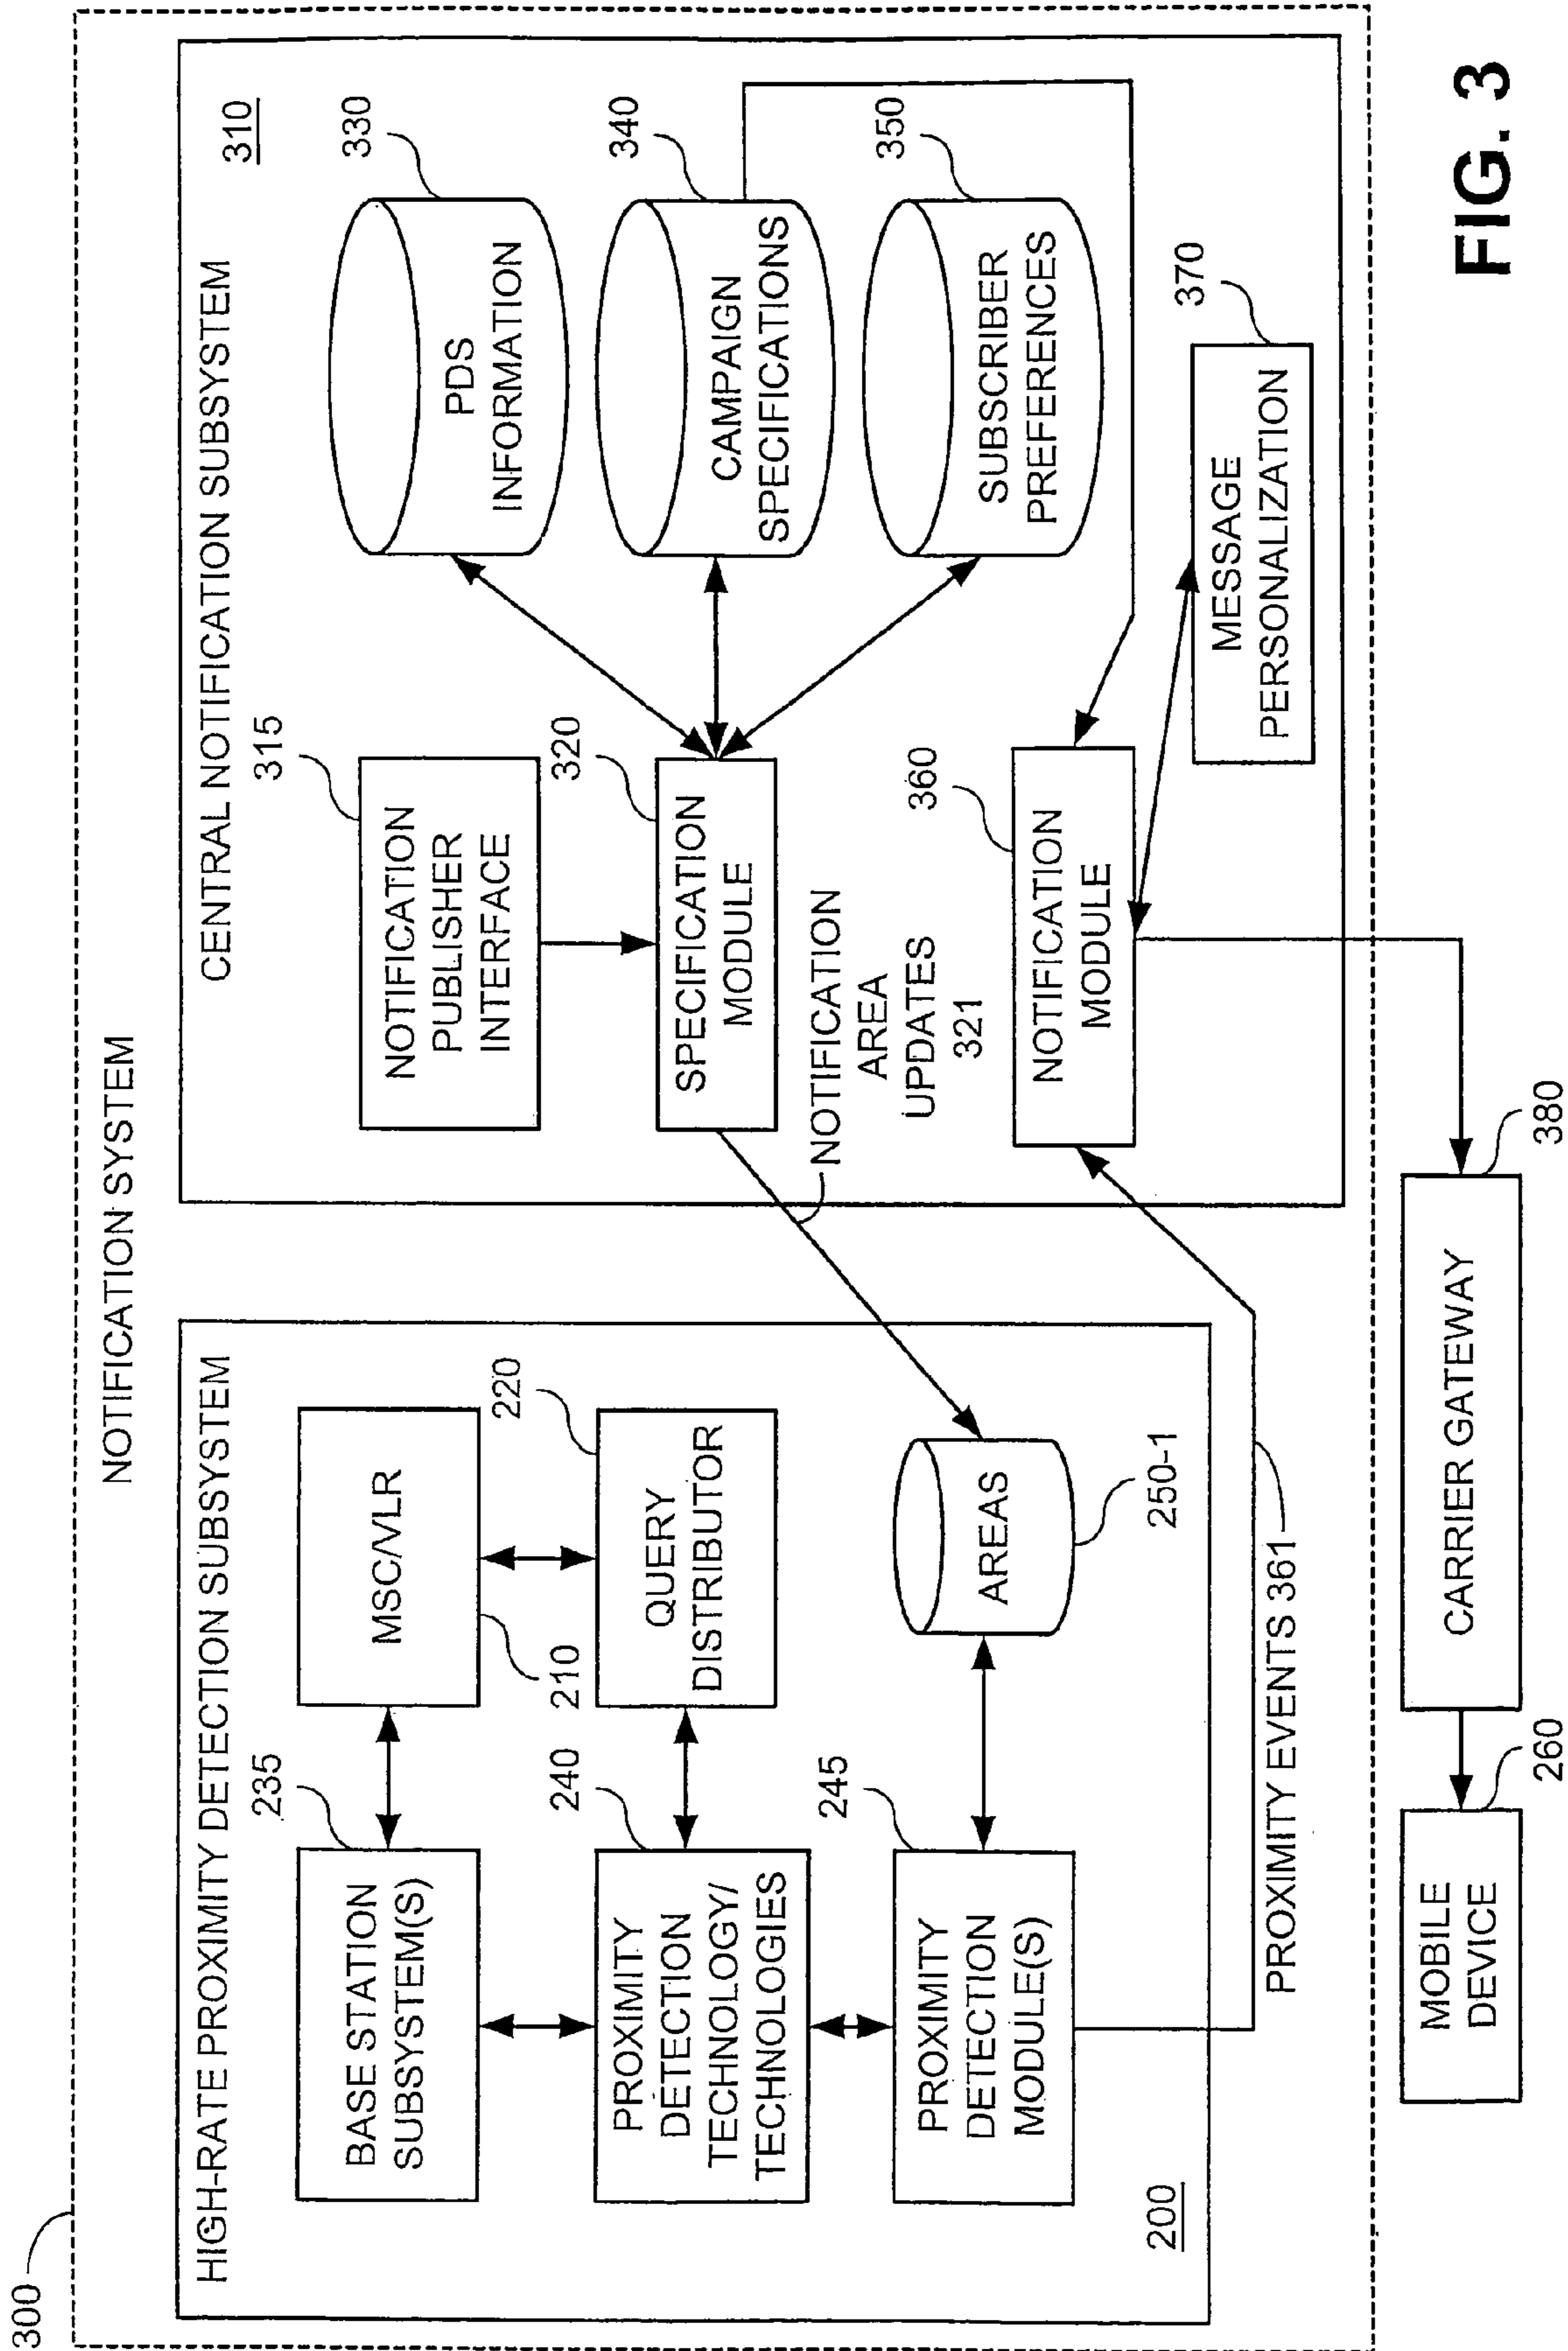 300
NOTIFICATION SYSTEM
HIGH-RATE PROXIMITY DETECTION SUBSYSTEM
235
BASE STATION
SUBSYSTEM(S)
MSC/VLR
210
220
240
PROXIMITY
DETECTION
TECHNOLOGY/
TECHNOLOGIES
QUERY
DISTRIBUTOR
245
PROXIMITY
DETECTION
MODULE(S)
AREAS
250-1
200
PROXIMITY EVENTS 361
CENTRAL NOTIFICATION SUBSYSTEM
310
315
NOTIFICATION
PUBLISHER
INTERFACE
330
PDS
INFORMATION
320
SPECIFICATION
MODULE
340
CAMPAIGN
SPECIFICATIONS
NOTIFICATION
AREA
UPDATES
321
350
SUBSCRIBER
PREFERENCES
360
NOTIFICATION
MODULE
370
MESSAGE
PERSONALIZATION
MOBILE
DEVICE
260
CARRIER GATEWAY
380
FIG. 3